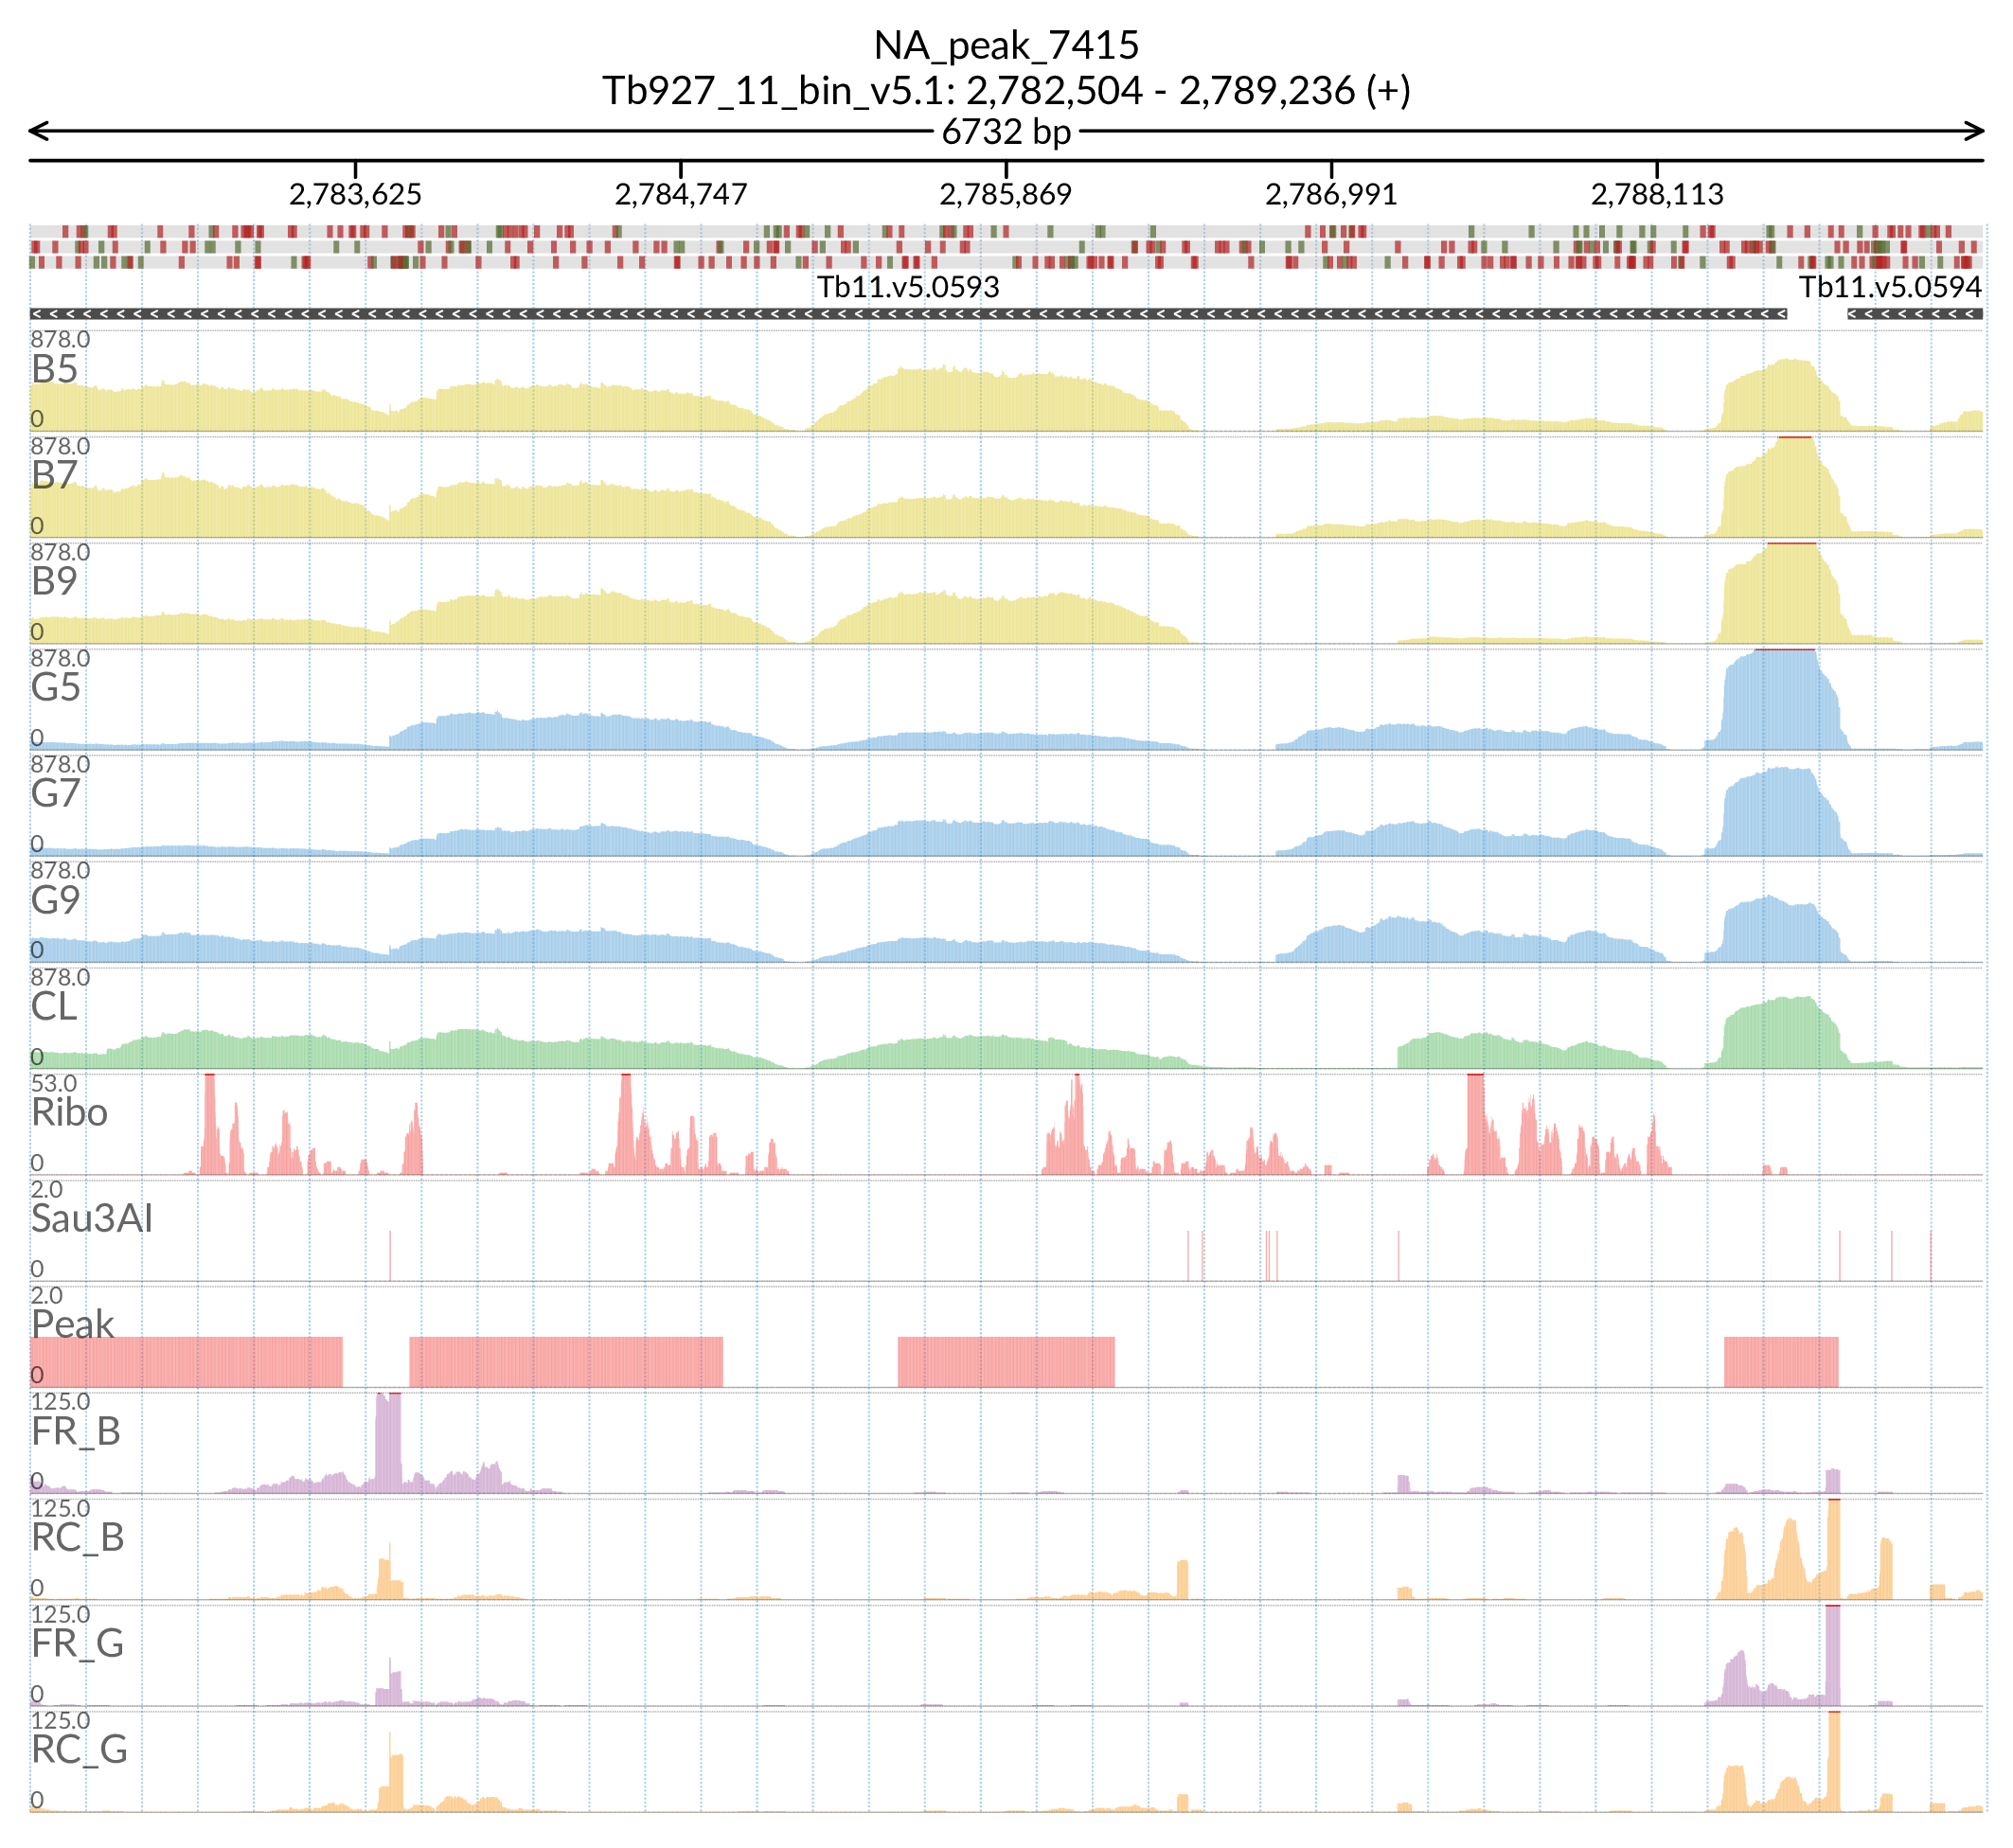 NA_peak_7415
Tb927_11_bin_v5.1: 2,782,504 - 2,789,236 (+)
6732 bp
2,783,625 2,784,747 2,785,869 2,786,991 2,788,113
Tb11.v5.0593 Tb11.v5.0594
878.0
B5
0
878.0
B7
0
878.0
B9
0
878.0
G5
0
878.0
G7
0
878.0
G9
0
878.0
CL
0
53.0
Ribo
0
2.0
Sau3AI
0
2.0
Peak
0
125.0
FR_B
0
125.0
RC_B
0
125.0
FR_G
0
125.0
RC_G
0